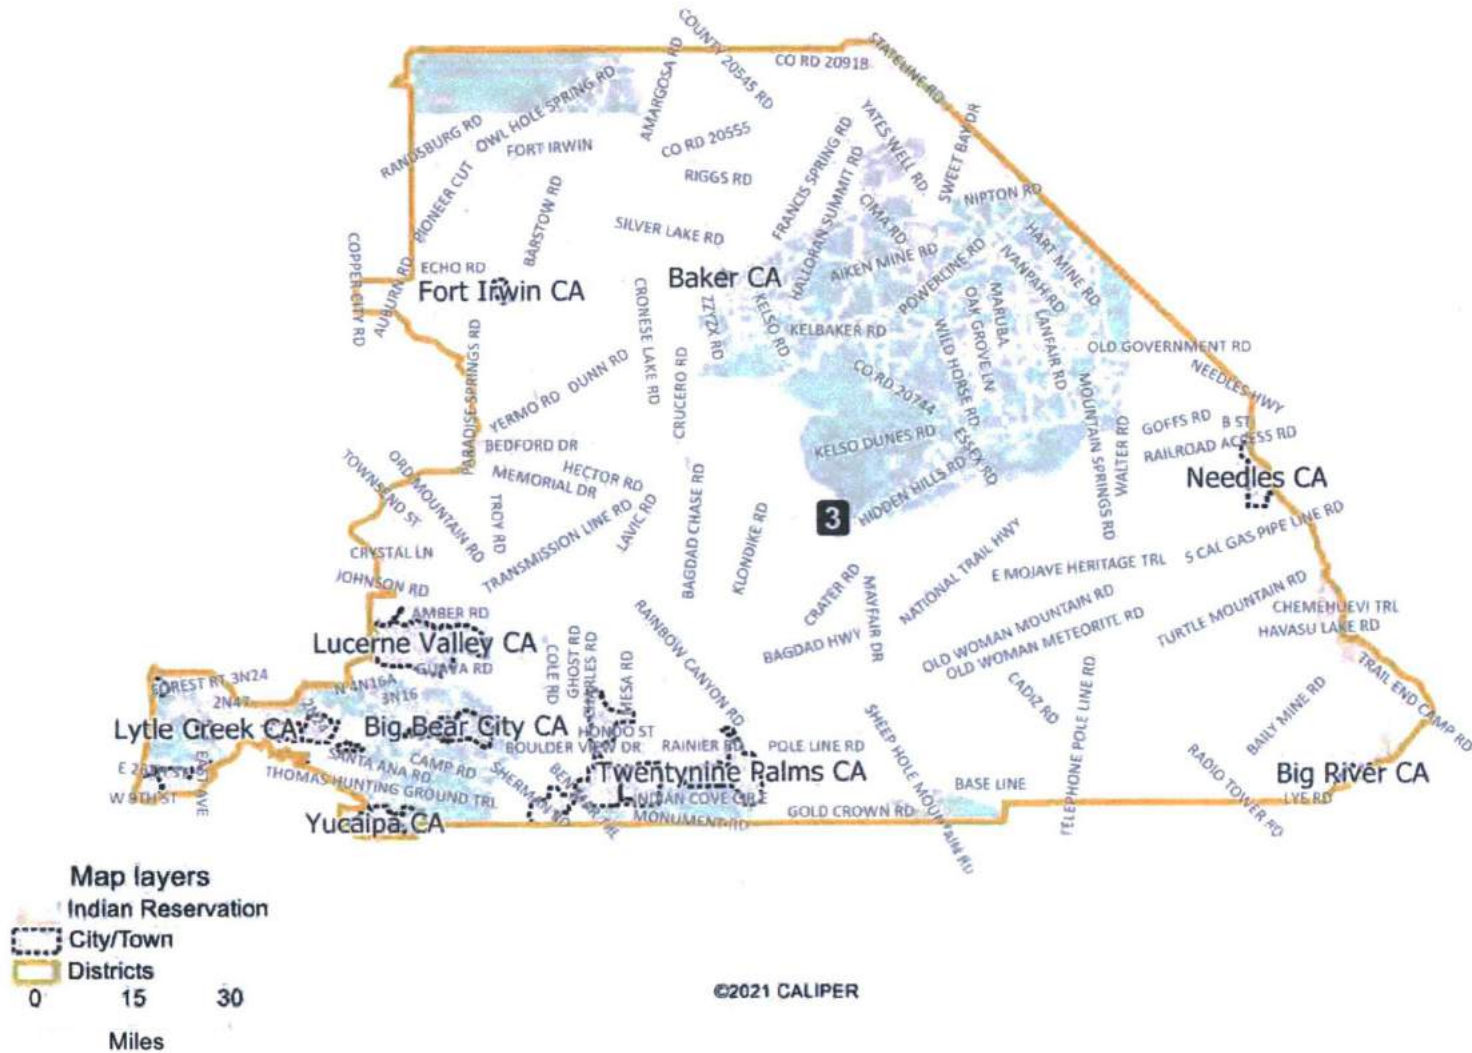 COUNTY 20545 RD
CO RD 20918
STATELINE RD
AMARGOSA RD
OWL HOLE SPRING RD
RANDSBURG RD
FORT IRWIN
CO RD 20555
YATES WELL RD
SWEET BAY DR
FRANCIS SPRING RD
HALLORAN SUMMIT RD
PIONEER CUT
RIGGS RD
BARSTOW RD
NIPTON RD
CIMA RD
SILVER LAKE RD
HART MINE RD
IVANPAH RD
AIKEN MINE RD
POWERLINE RD
COPPER CITY RD
AUBURN RD
ECHO RD
Fort Irwin CA
Baker CA
CRONESE LAKE RD
ZZYZX RD
KELSO RD
KELBAKER RD
OAK GROVE LN
MARUBA
LANFAIR RD
WILD HORSE RD
OLD GOVERNMENT RD
PARADISE SPRINGS RD
DUNN RD
YERMO RD
CRUCERO RD
CO RD 20744
MOUNTAIN SPRINGS RD
NEEDLES HWY
GOFFS RD
B ST
RAILROAD ACCESS RD
WALTER RD
KELSO DUNES RD
ESSEX RD
BEDFORD DR
HECTOR RD
MEMORIAL DR
ORD MOUNTAIN RD
TOWNSEND ST
TROY RD
TRANSMISSION LINE RD
LAVIC RD
BAGDAD CHASE RD
KLONDIKE RD
3
HIDDEN HILLS RD
Needles CA
S CAL GAS PIPE LINE RD
NATIONAL TRAIL HWY
E MOJAVE HERITAGE TRL
CRYSTAL LN
JOHNSON RD
AMBER RD
Lucerne Valley CA
CRATER RD
MAYFAIR DR
BAGDAD HWY
OLD WOMAN MOUNTAIN RD
OLD WOMAN METEORITE RD
TURTLE MOUNTAIN RD
CHEMEHUEVI TRL
HAVASU LAKE RD
RAINBOW CANYON RD
GHOST RD
CHARLES RD
COLE RD
MESA RD
FOREST RT 3N24
2N47
N 4N16A
3N16
Lytle Creek CA
Big Bear City CA
HONDO ST
BOULDER VIEW DR
RAINIER RD
POLE LINE RD
CADIZ RD
TELEPHONE POLE LINE RD
TRAIL END CAMP RD
BAILY MINE RD
RADIO TOWER RD
SHEEP HOLE MOUNTAIN RD
SANTA ANA RD
CAMP RD
THOMAS HUNTING GROUND TRL
EAST AVE
W 9TH ST
Twentynine Palms CA
INDIAN COVE CIR
MONUMENT RD
GOLD CROWN RD
BASE LINE
Big River CA
LYE RD
Yucaipa CA
Map layers
Indian Reservation
City/Town
Districts
0 15 30
Miles
©2021 CALIPER